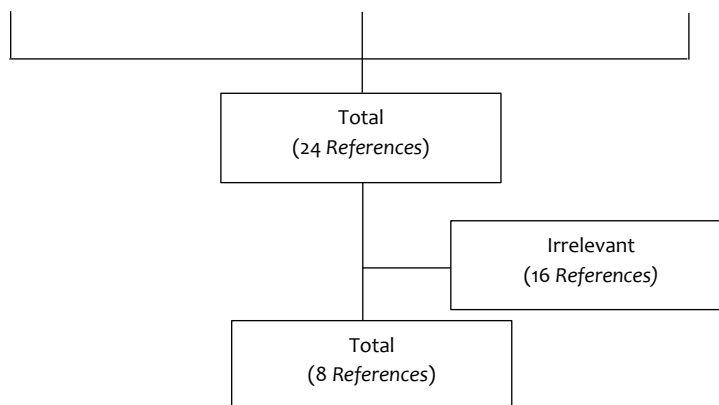 Total
(24 References)
Irrelevant
(16 References)
Total
(8 References)